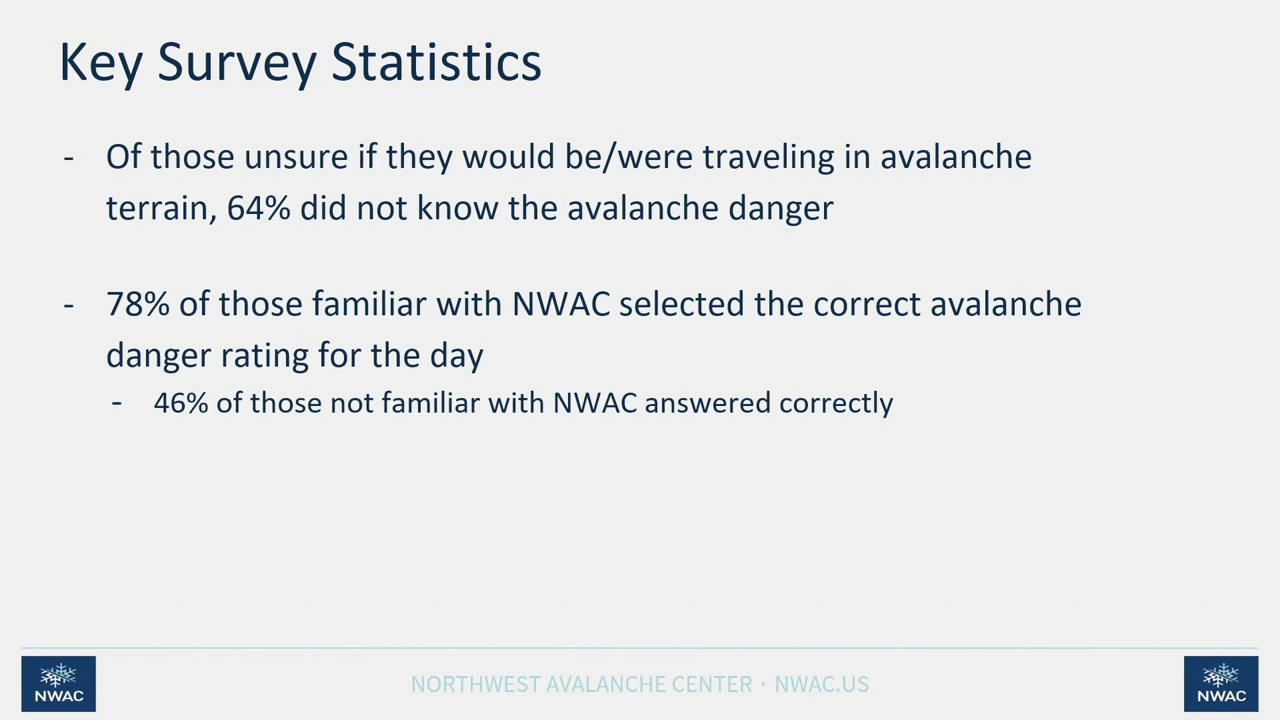 Key Survey Statistics
- Of those unsure if they would be/were traveling in avalanche
terrain, 64% did not know the avalanche danger
- 78% of those familiar with NWAC selected the correct avalanche
danger rating for the day
- 46% of those not familiar with NWAC answered correctly
NWAC
NORTHWEST AVALANCHE CENTER · NWAC.US
NWAC